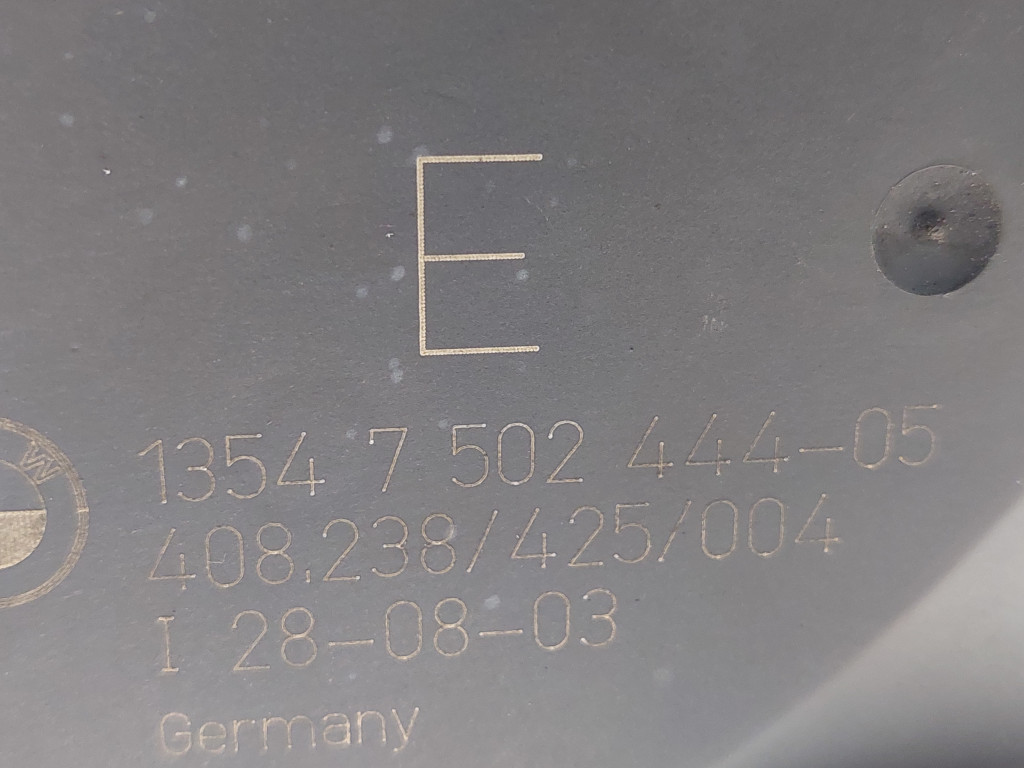 E
W
1354 7 502 444-05
408.238/425/004
I 28-08-03
Germany